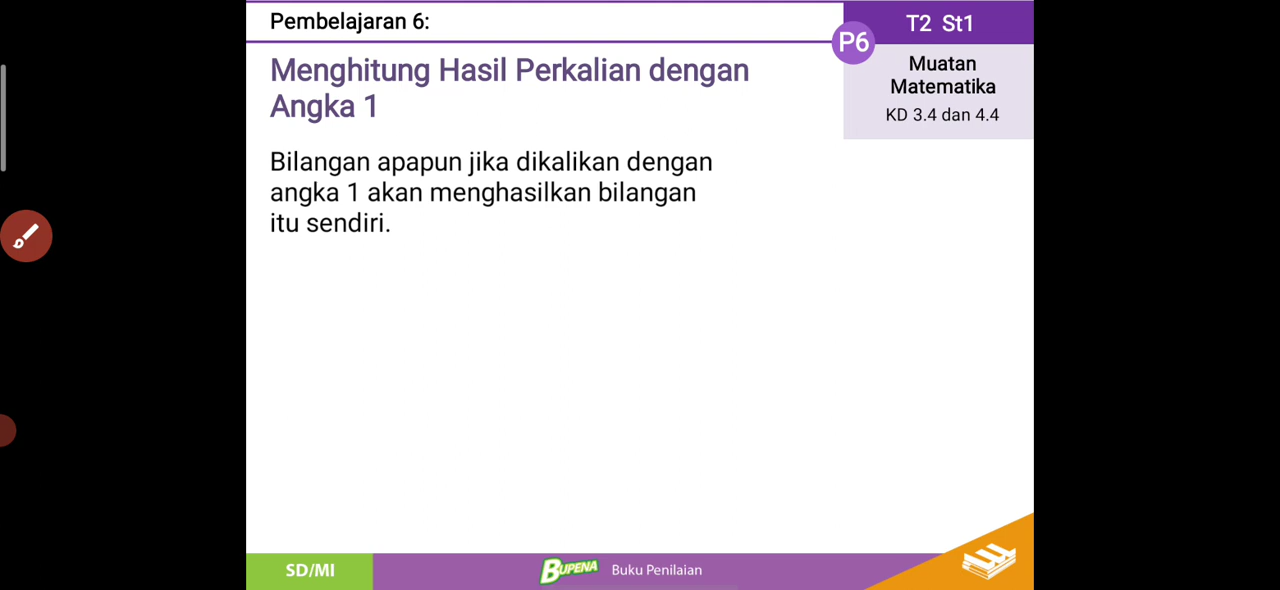 Pembelajaran 6:
T2 St1
P6
Menghitung Hasil Perkalian dengan
Angka 1
Muatan
Matematika
KD 3.4 dan 4.4
Bilangan apapun jika dikalikan dengan
angka 1 akan menghasilkan bilangan
itu sendiri.
SD/MI
BUPENA Buku Penilaian